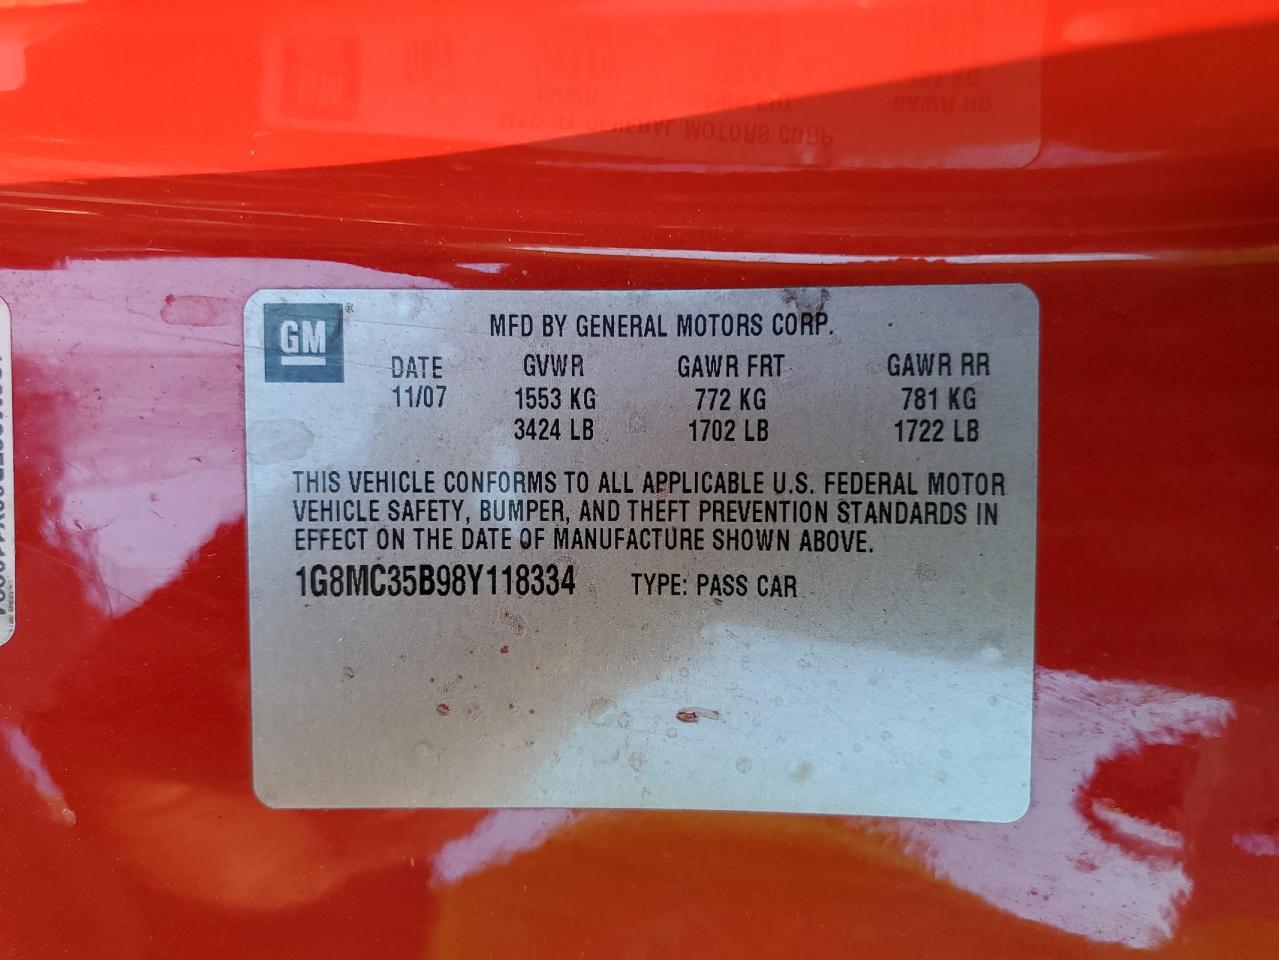 GM
MFD BY GENERAL MOTORS CORP.
DATE GVWR GAWR FRT GAWR RR
11/07 1553 KG 772 KG 781 KG
3424 LB 1702 LB 1722 LB
THIS VEHICLE CONFORMS TO ALL APPLICABLE U.S. FEDERAL MOTOR
VEHICLE SAFETY, BUMPER, AND THEFT PREVENTION STANDARDS IN
EFFECT ON THE DATE OF MANUFACTURE SHOWN ABOVE.
1G8MC35B98Y118334 TYPE: PASS CAR